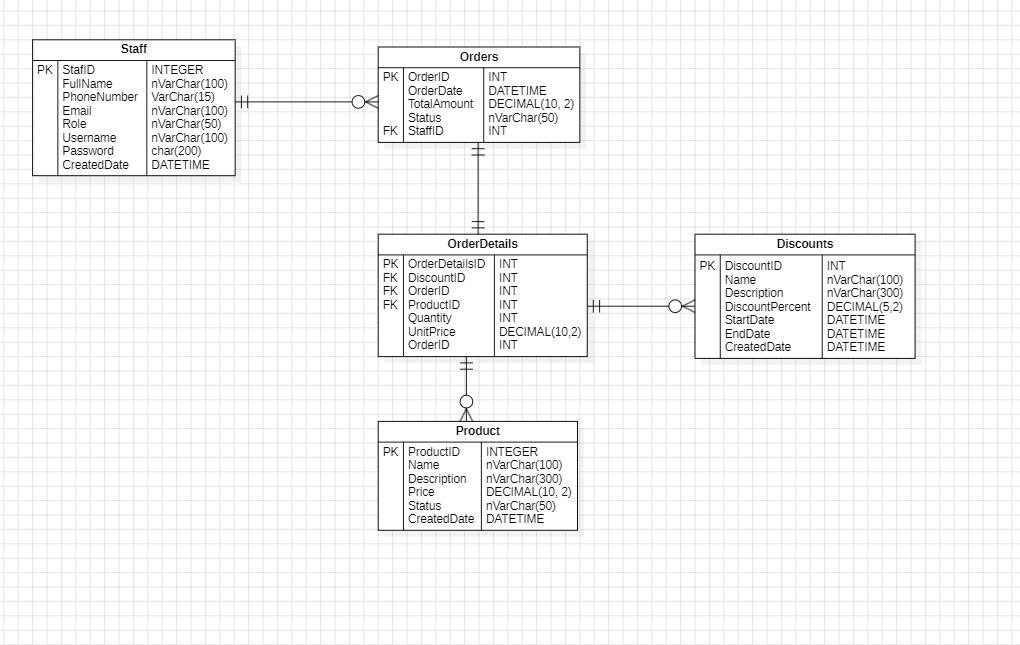 Staff
PK StafID INTEGER
FullName nVarChar(100)
PhoneNumber VarChar(15)
Email nVarChar(100)
Role nVarChar(50)
Username nVarChar(100)
Password char(200)
CreatedDate DATETIME
Orders
PK OrderID INT
OrderDate DATETIME
TotalAmount DECIMAL(10, 2)
Status nVarChar(50)
FK StaffID INT
OrderDetails
PK OrderDetailsID INT
FK DiscountID INT
FK OrderID INT
FK ProductID INT
Quantity INT
UnitPrice DECIMAL(10,2)
OrderID INT
Discounts
PK DiscountID INT
Name nVarChar(100)
Description nVarChar(300)
DiscountPercent DECIMAL(5,2)
StartDate DATETIME
EndDate DATETIME
CreatedDate DATETIME
Product
PK ProductID INTEGER
Name nVarChar(100)
Description nVarChar(300)
Price DECIMAL(10, 2)
Status nVarChar(50)
CreatedDate DATETIME